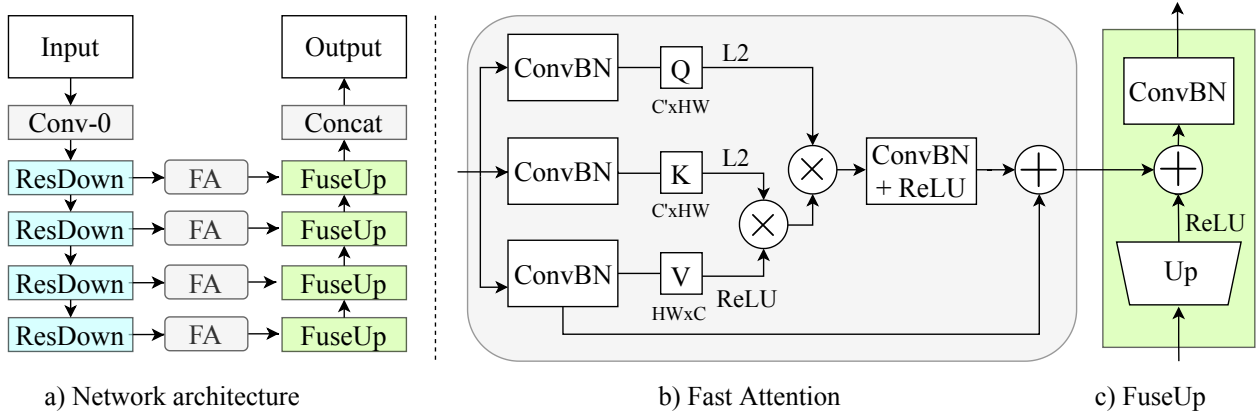 Input
Output
Conv-0
Concat
ResDown
FA
FuseUp
ResDown
FA
FuseUp
ResDown
FA
FuseUp
ResDown
FA
FuseUp
a) Network architecture
ConvBN
Q
L2
C'xHW
ConvBN
K
L2
C'xHW
ConvBN
V
ReLU
HWxC
ConvBN
+ ReLU
b) Fast Attention
ConvBN
ReLU
Up
c) FuseUp